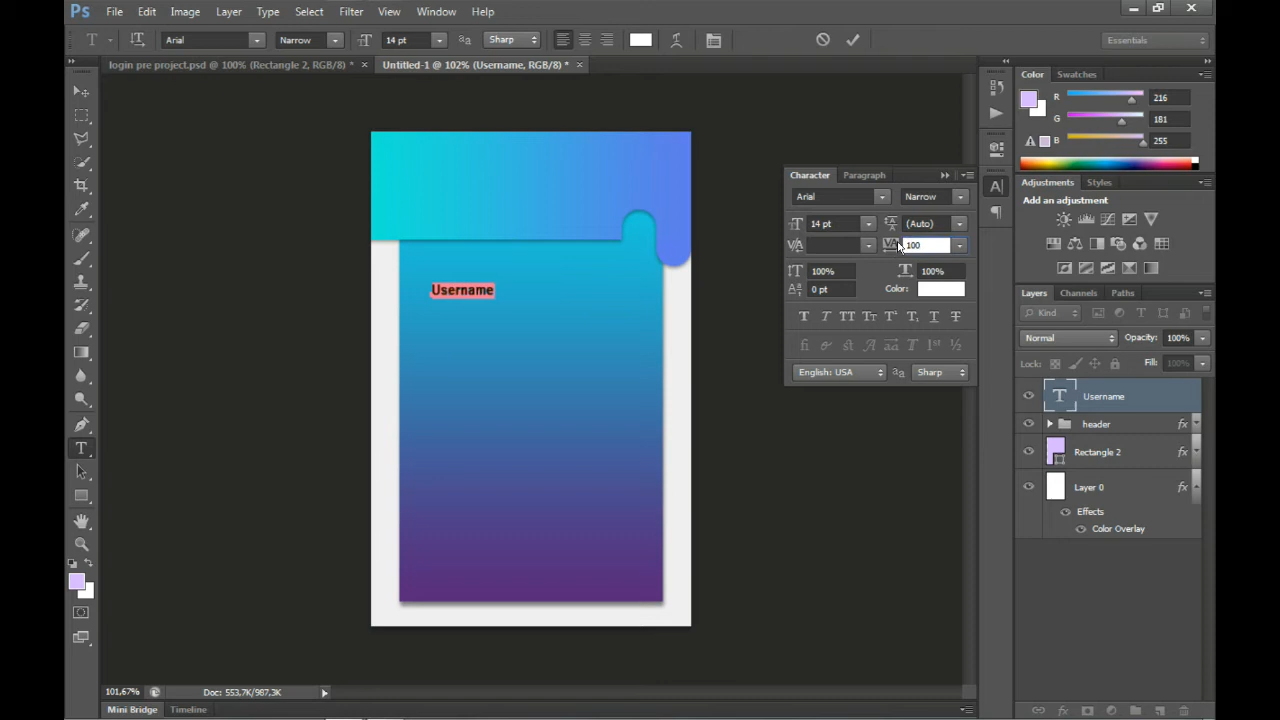 Ps File Edit Image Layer Type Select Filter View Window Help
T Arial Narrow 14 pt Sharp Essentials
login pre project.psd @ 100% (Rectangle 2, RGB/8) * × Untitled-1 @ 102% (Username, RGB/8) * ×
Color Swatches
R 216
G 181
B 255
Character Paragraph
Arial Narrow
14 pt (Auto)
100
100% 100%
0 pt Color:
English: USA Sharp
Username
Adjustments Styles
Add an adjustment
Layers Channels Paths
Kind
Normal Opacity: 100%
Lock: Fill: 100%
Username
header fx
Rectangle 2 fx
Layer 0 fx
Effects
Color Overlay
101,67% Doc: 553,7K/987,3K
Mini Bridge Timeline